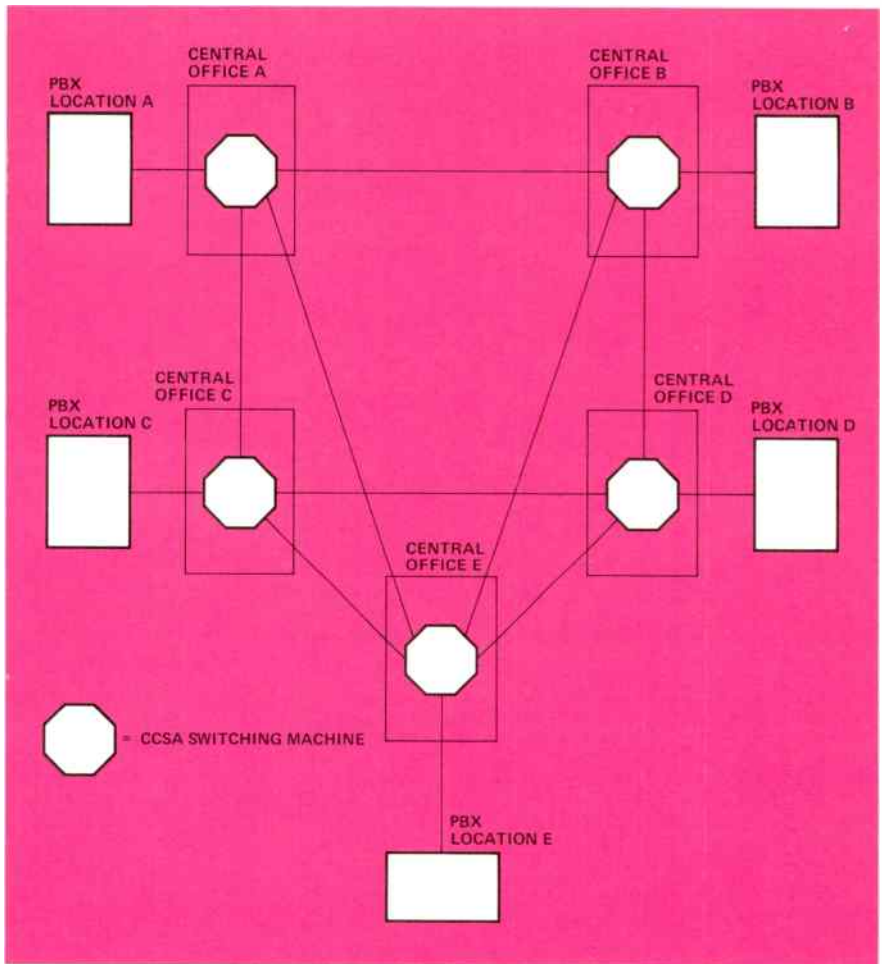 CENTRAL
OFFICE A
CENTRAL
OFFICE B
PBX
LOCATION A
PBX
LOCATION B
CENTRAL
OFFICE C
CENTRAL
OFFICE D
PBX
LOCATION C
PBX
LOCATION D
CENTRAL
OFFICE E
= CCSA SWITCHING MACHINE
PBX
LOCATION E